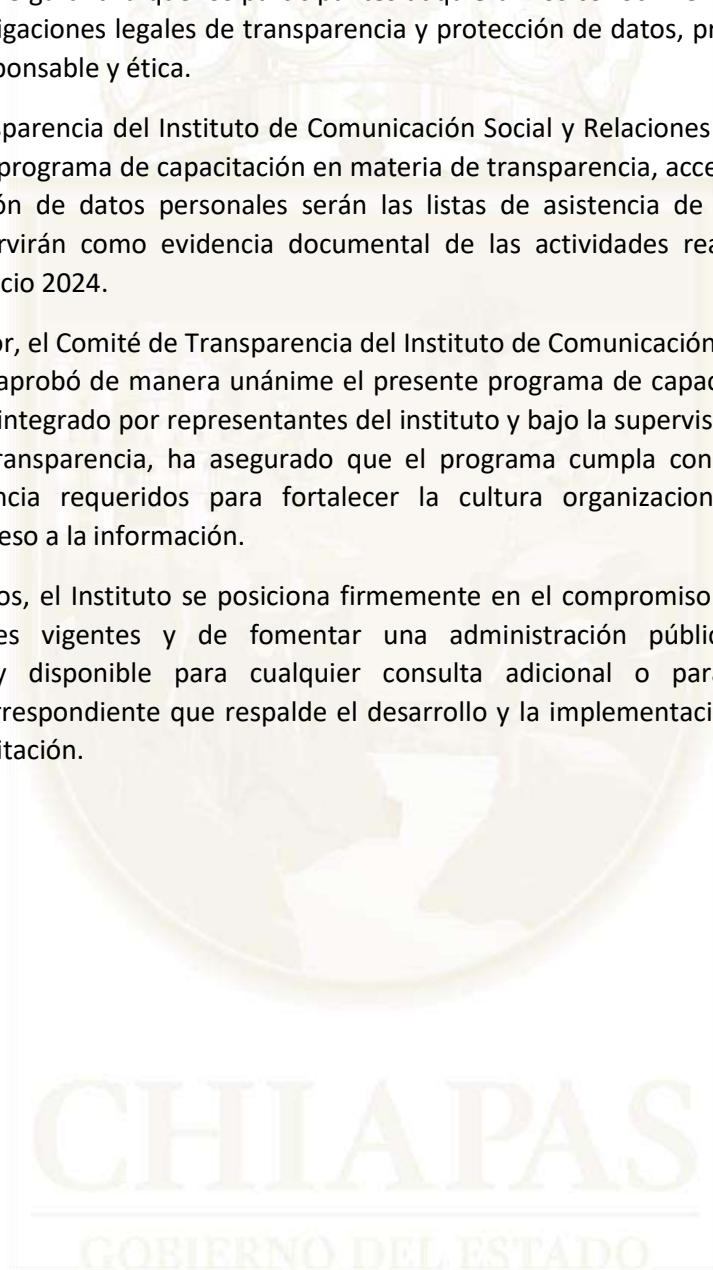 igaciones legales de transparencia y protección de datos, pr
ponsable y ética.
sparencia del Instituto de Comunicación Social y Relaciones
programa de capacitación en materia de transparencia, acce
ón de datos personales serán las listas de asistencia de
rvirán como evidencia documental de las actividades rea
cio 2024.
or, el Comité de Transparencia del Instituto de Comunicación
aprobó de manera unánime el presente programa de capac
integrado por representantes del instituto y bajo la supervis
ransparencia, ha asegurado que el programa cumpla con
ncia requeridos para fortalecer la cultura organizacion
eso a la información.
os, el Instituto se posiciona firmemente en el compromiso
es vigentes y de fomentar una administración públic
y disponible para cualquier consulta adicional o para
rrespondiente que respalde el desarrollo y la implementaci
itación.
CHIAPAS
GOBIERNO DEL ESTADO